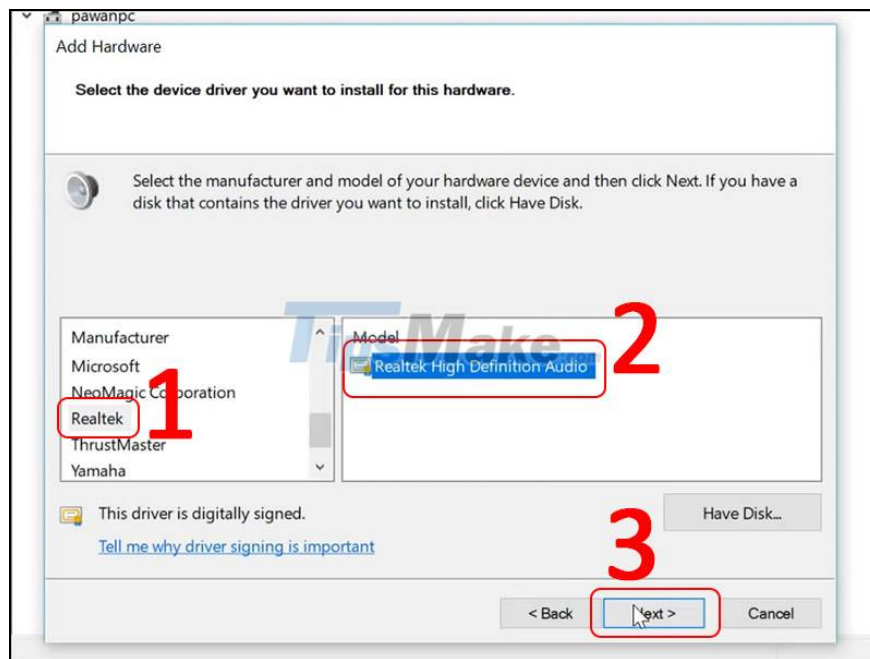 pawanpc
Add Hardware
Select the device driver you want to install for this hardware.
Select the manufacturer and model of your hardware device and then click Next. If you have a
disk that contains the driver you want to install, click Have Disk.
TipsMake.com
Manufacturer
Microsoft
NeoMagic Corporation
Realtek
ThrustMaster
Yamaha
1
Model
Realtek High Definition Audio
2
This driver is digitally signed.
Have Disk...
Tell me why driver signing is important
3
< Back
Next >
Cancel